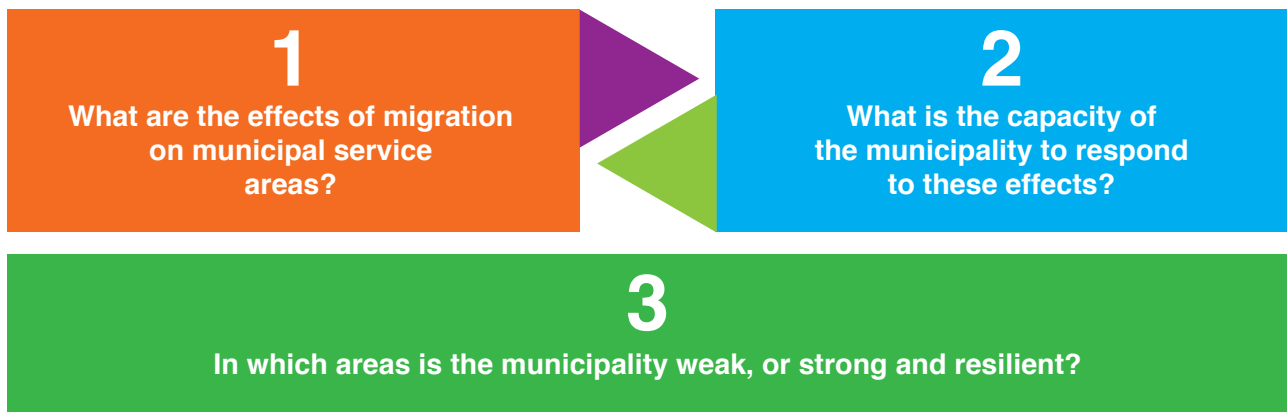 1
What are the effects of migration
on municipal service
areas?
2
What is the capacity of
the municipality to respond
to these effects?
3
In which areas is the municipality weak, or strong and resilient?